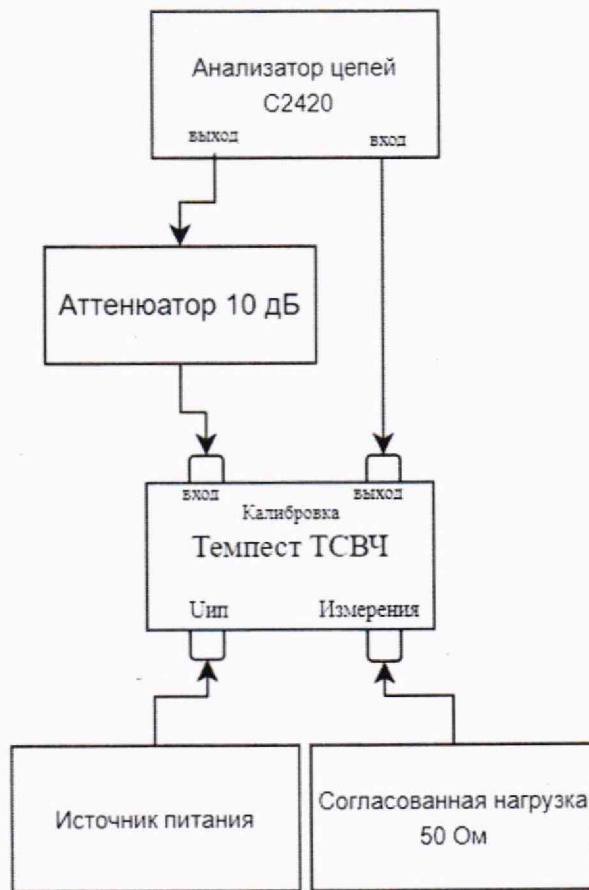 Анализатор цепей
С2420
выход вход
Аттенюатор 10 дБ
вход выход
Калибровка
Темпест ТСВЧ
Uип Измерения
Источник питания
Согласованная нагрузка
50 Ом